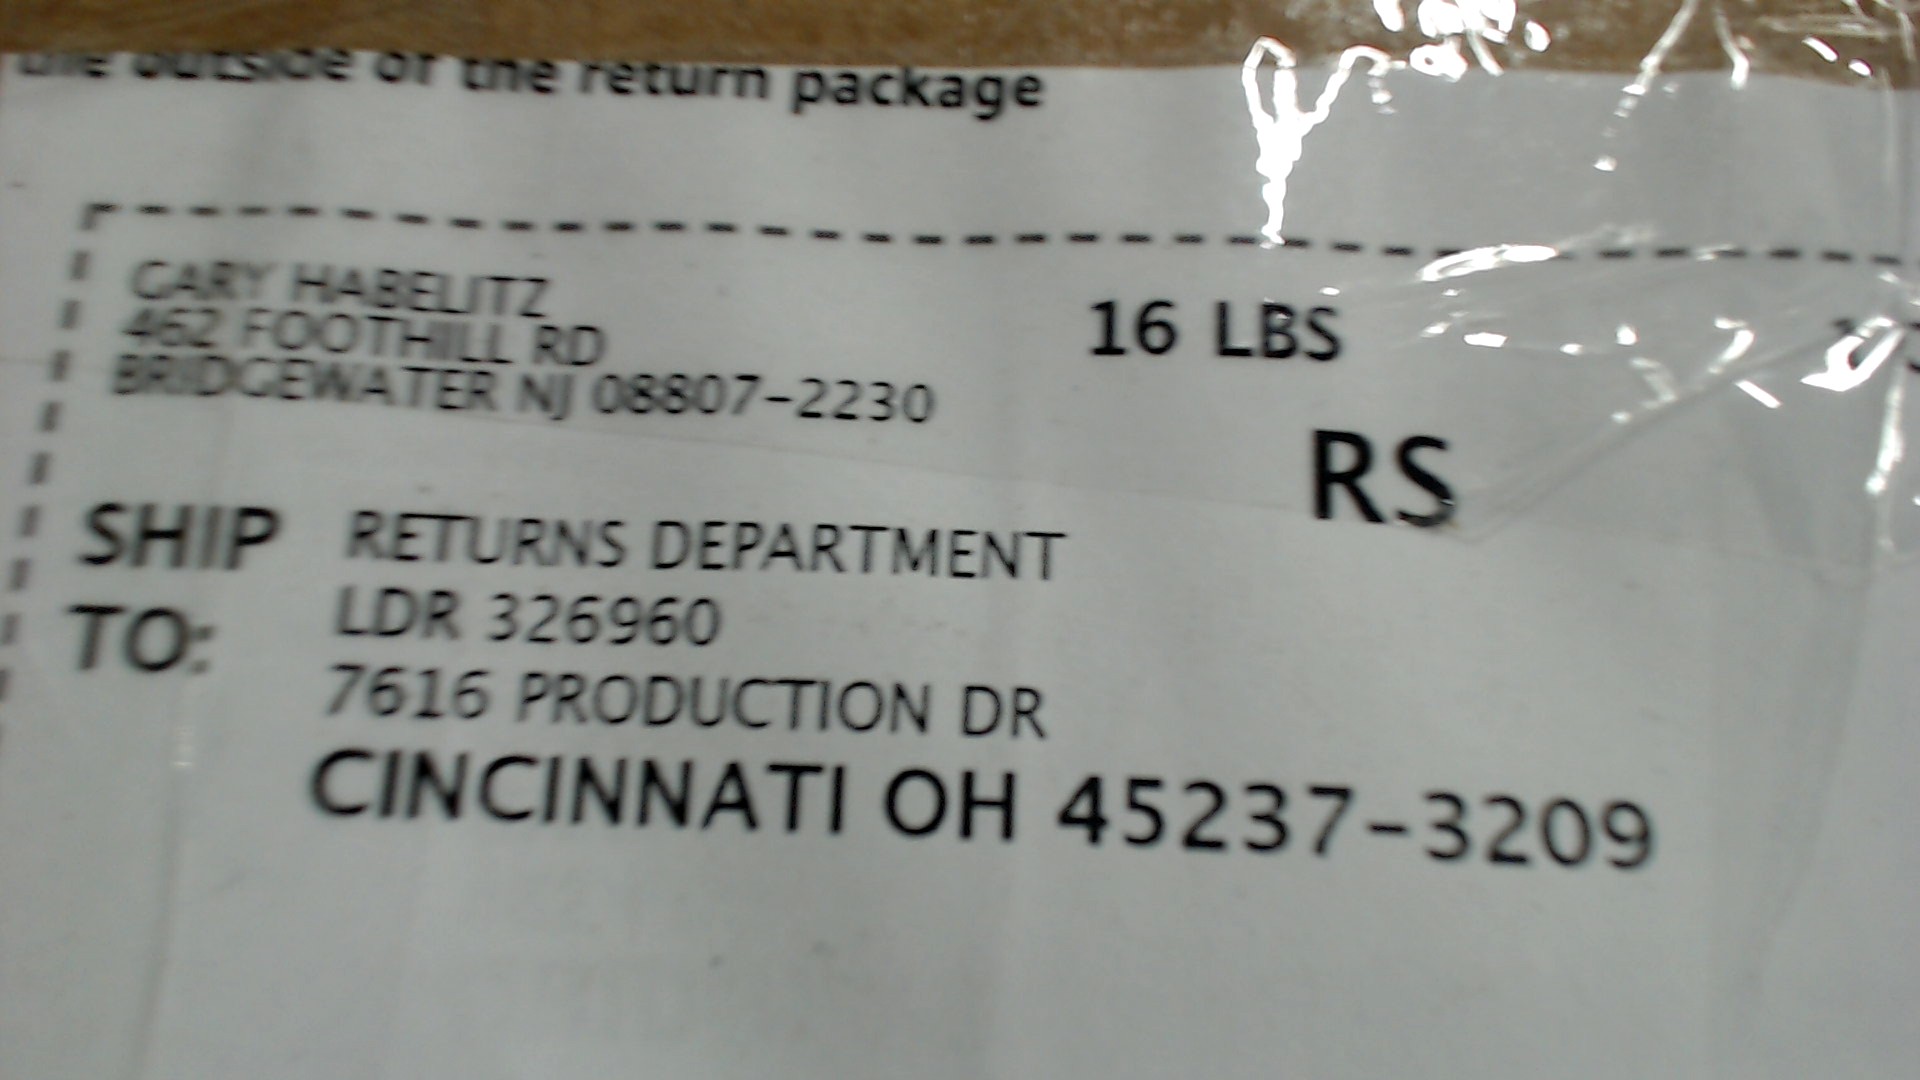 the outside of the return package
GARY HABELITZ
462 FOOTHILL RD
BRIDGEWATER NJ 08807-2230
16 LBS
RS
SHIP TO:
RETURNS DEPARTMENT
LDR 326960
7616 PRODUCTION DR
CINCINNATI OH 45237-3209